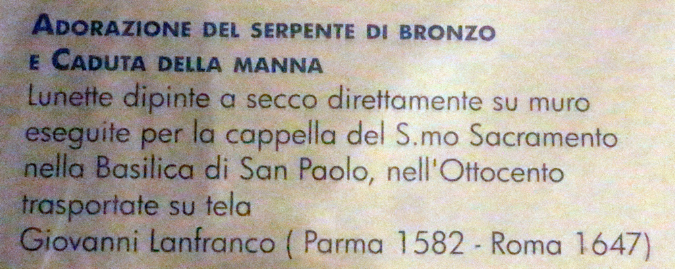 ADORAZIONE DEL SERPENTE DI BRONZO
E CADUTA DELLA MANNA
Lunette dipinte a secco direttamente su muro
eseguite per la cappella del S.mo Sacramento
nella Basilica di San Paolo, nell'Ottocento
trasportate su tela
Giovanni Lanfranco ( Parma 1582 - Roma 1647)